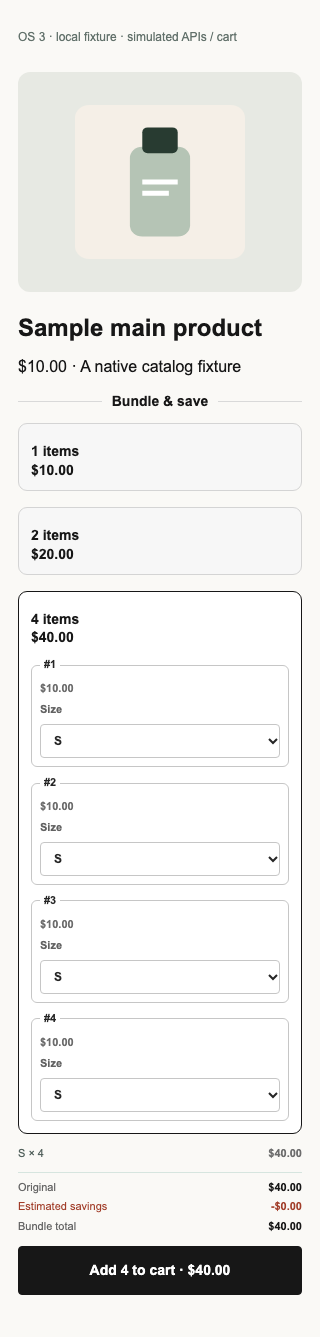 OS 3 · local fixture · simulated APIs / cart
Sample main product
$10.00 · A native catalog fixture
Bundle & save
1 items
$10.00
2 items
$20.00
4 items
$40.00
#1
$10.00
Size
S
#2
$10.00
Size
S
#3
$10.00
Size
S
#4
$10.00
Size
S
S × 4 $40.00
Original $40.00
Estimated savings -$0.00
Bundle total $40.00
Add 4 to cart · $40.00